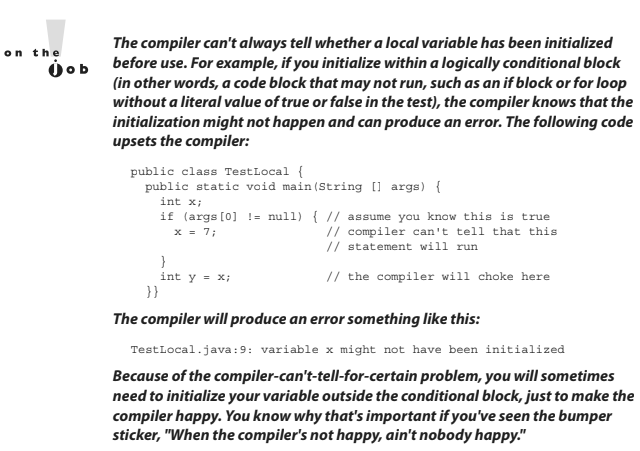 on the
job
The compiler can't always tell whether a local variable has been initialized
before use. For example, if you initialize within a logically conditional block
(in other words, a code block that may not run, such as an if block or for loop
without a literal value of true or false in the test), the compiler knows that the
initialization might not happen and can produce an error. The following code
upsets the compiler:
public class TestLocal {
public static void main(String [] args) {
int x;
if (args[0] != null) { // assume you know this is true
x = 7; // compiler can't tell that this
// statement will run
}
int y = x; // the compiler will choke here
}}
The compiler will produce an error something like this:
TestLocal.java:9: variable x might not have been initialized
Because of the compiler-can't-tell-for-certain problem, you will sometimes
need to initialize your variable outside the conditional block, just to make the
compiler happy. You know why that's important if you've seen the bumper
sticker, "When the compiler's not happy, ain't nobody happy."